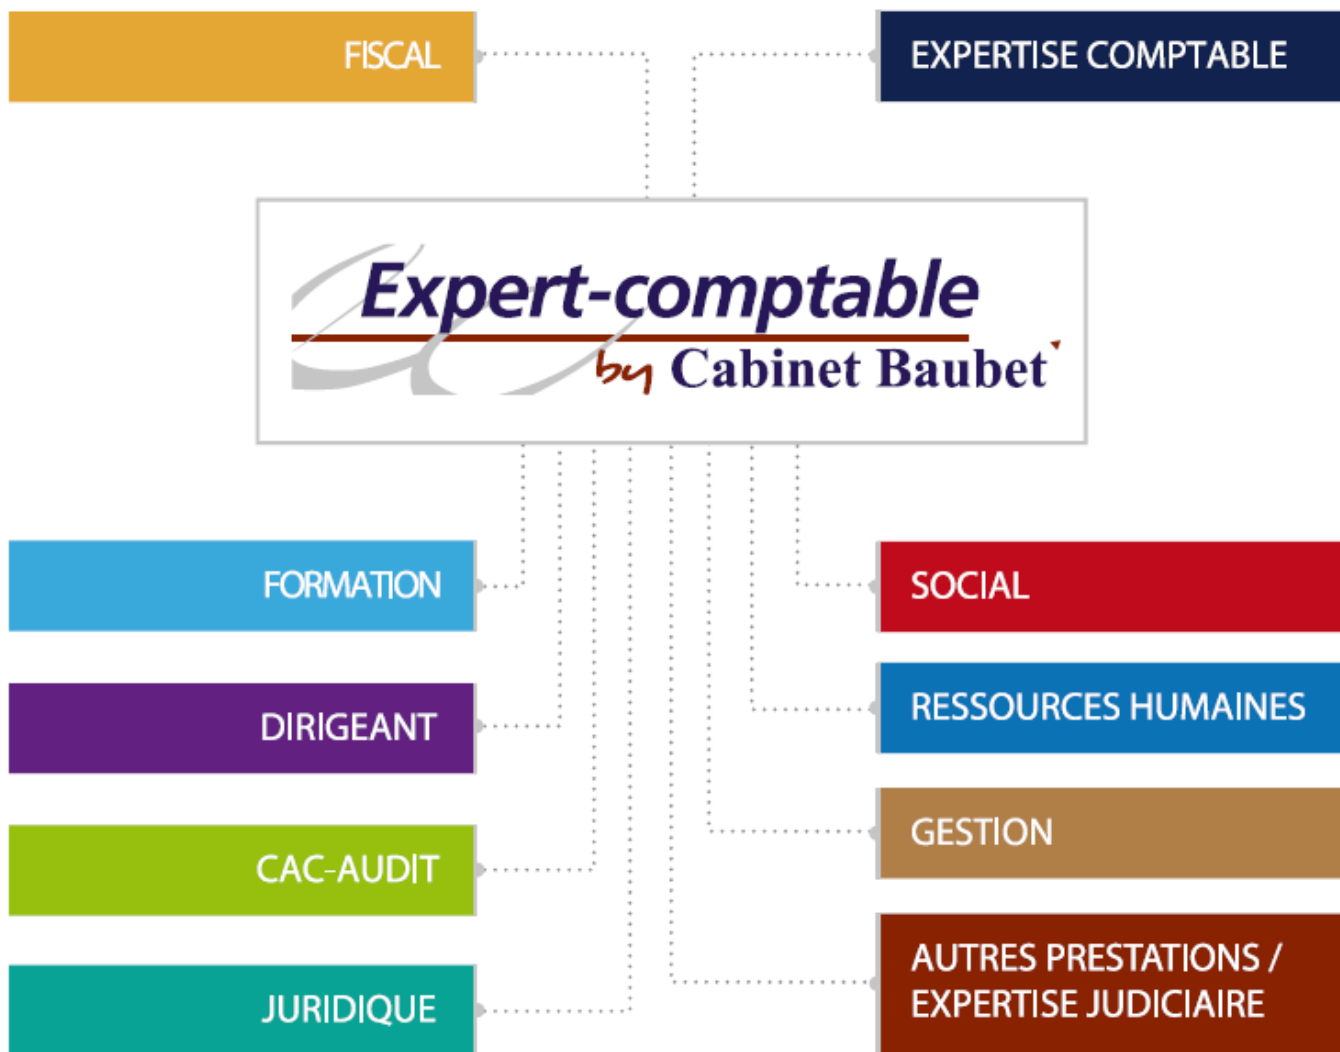 FISCAL
EXPERTISE COMPTABLE
Expert-comptable
by Cabinet Baubet
FORMATION
DIRIGEANT
CAC-AUDIT
JURIDIQUE
SOCIAL
RESSOURCES HUMAINES
GESTION
AUTRES PRESTATIONS /
EXPERTISE JUDICIAIRE